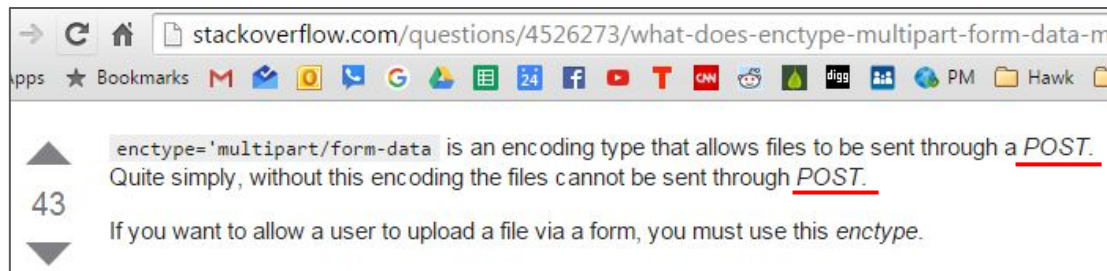 stackoverflow.com/questions/4526273/what-does-enctype-multipart-form-data-m
pps Bookmarks M O G 24 f T CNN digg PM Hawk
enctype='multipart/form-data is an encoding type that allows files to be sent through a POST.
Quite simply, without this encoding the files cannot be sent through POST.
43
If you want to allow a user to upload a file via a form, you must use this enctype.